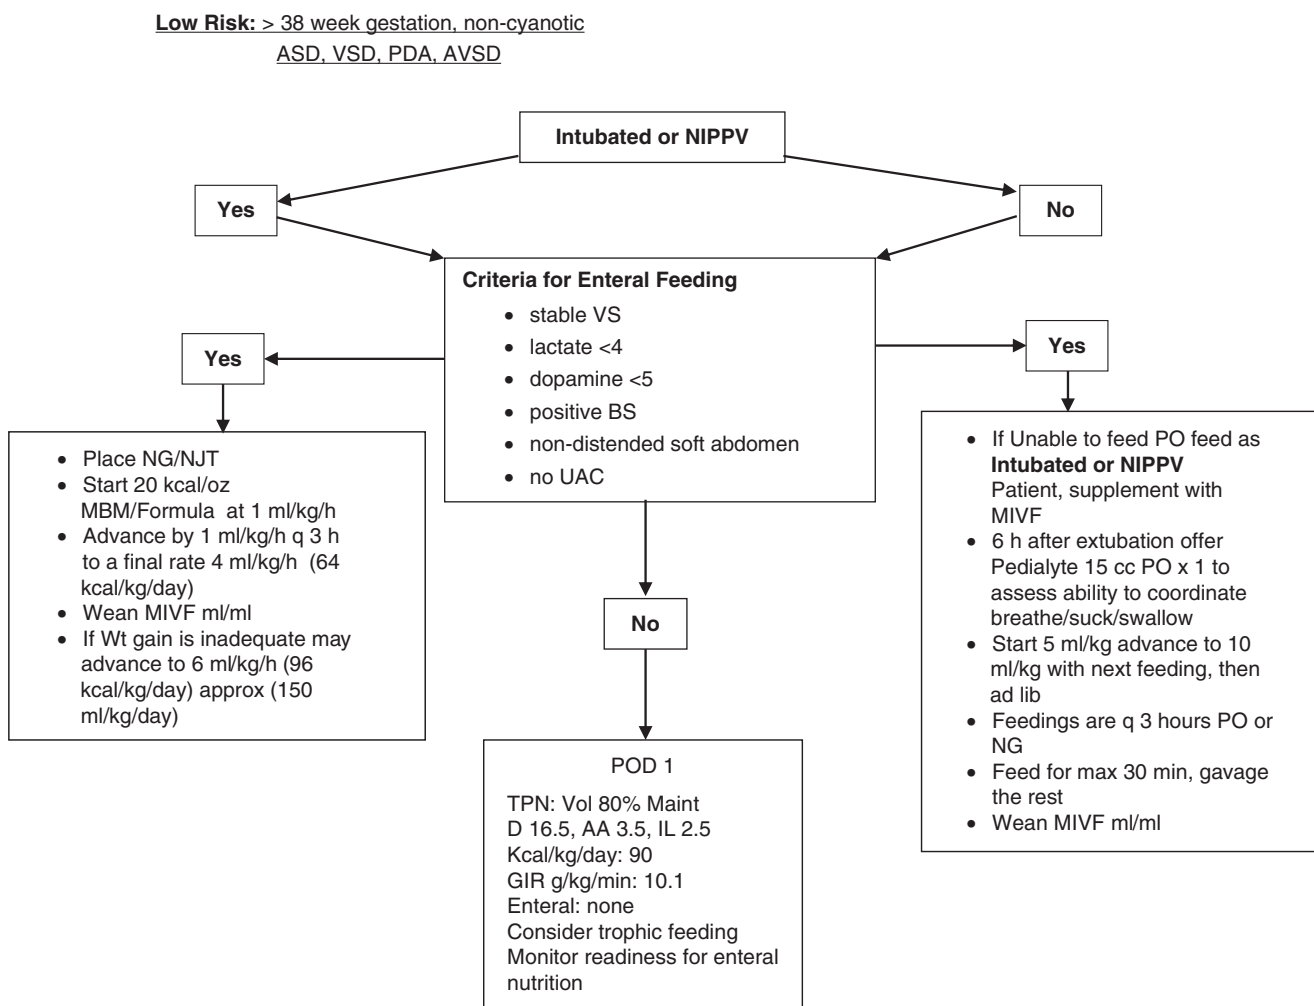 Low Risk: > 38 week gestation, non-cyanotic
ASD, VSD, PDA, AVSD
Intubated or NIPPV
Yes
No
Criteria for Enteral Feeding
• stable VS
• lactate <4
• dopamine <5
• positive BS
• non-distended soft abdomen
• no UAC
Yes
Yes
• Place NG/NJT
• Start 20 kcal/oz
MBM/Formula at 1 ml/kg/h
• Advance by 1 ml/kg/h q 3 h
to a final rate 4 ml/kg/h (64
kcal/kg/day)
• Wean MIVF ml/ml
• If Wt gain is inadequate may
advance to 6 ml/kg/h (96
kcal/kg/day) approx (150
ml/kg/day)
• If Unable to feed PO feed as
Intubated or NIPPV
Patient, supplement with
MIVF
• 6 h after extubation offer
Pedialyte 15 cc PO x 1 to
assess ability to coordinate
breathe/suck/swallow
• Start 5 ml/kg advance to 10
ml/kg with next feeding, then
ad lib
• Feedings are q 3 hours PO or
NG
• Feed for max 30 min, gavage
the rest
• Wean MIVF ml/ml
No
POD 1
TPN: Vol 80% Maint
D 16.5, AA 3.5, IL 2.5
Kcal/kg/day: 90
GIR g/kg/min: 10.1
Enteral: none
Consider trophic feeding
Monitor readiness for enteral
nutrition